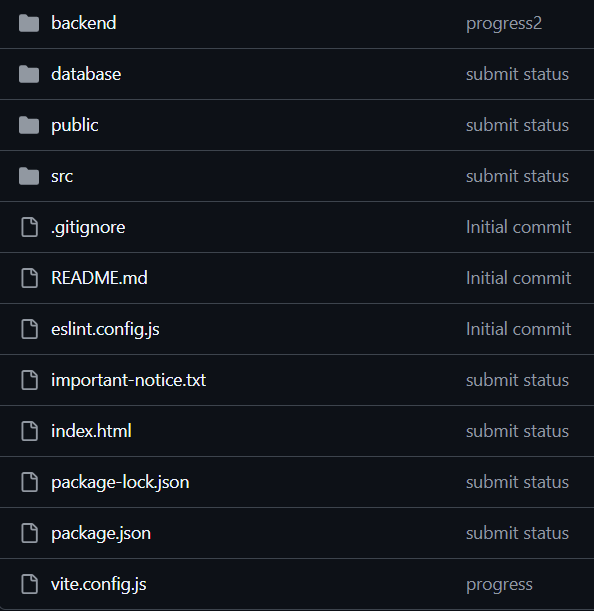 backend progress2
database submit status
public submit status
src submit status
.gitignore Initial commit
README.md Initial commit
eslint.config.js Initial commit
important-notice.txt submit status
index.html submit status
package-lock.json submit status
package.json submit status
vite.config.js progress